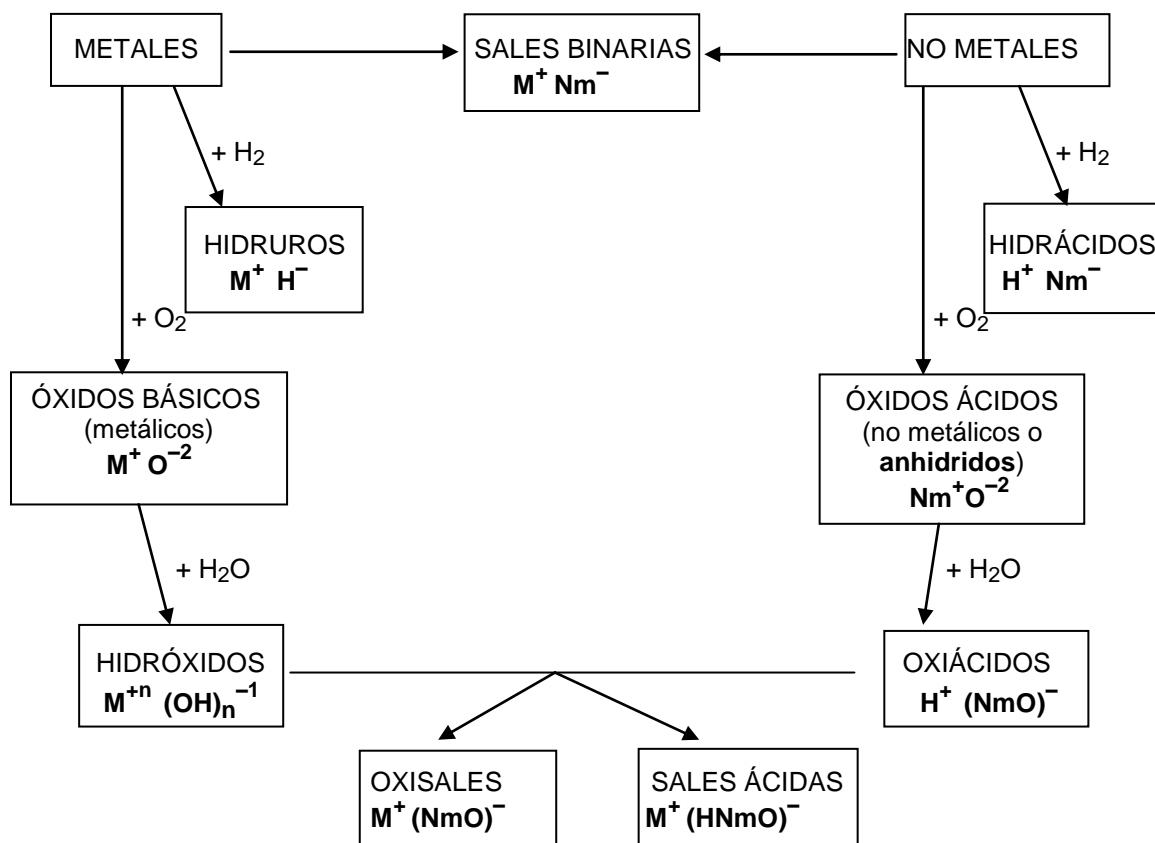 METALES
SALES BINARIAS
M⁺ Nm⁻
NO METALES
+ H₂
+ H₂
HIDRUROS
M⁺ H⁻
HIDRÁCIDOS
H⁺ Nm⁻
+ O₂
+ O₂
ÓXIDOS BÁSICOS
(metálicos)
M⁺ O⁻²
ÓXIDOS ÁCIDOS
(no metálicos o
anhidridos)
Nm⁺O⁻²
+ H₂O
+ H₂O
HIDRÓXIDOS
M⁺ⁿ (OH)ₙ⁻¹
OXIÁCIDOS
H⁺ (NmO)⁻
OXISALES
M⁺ (NmO)⁻
SALES ÁCIDAS
M⁺ (HNmO)⁻